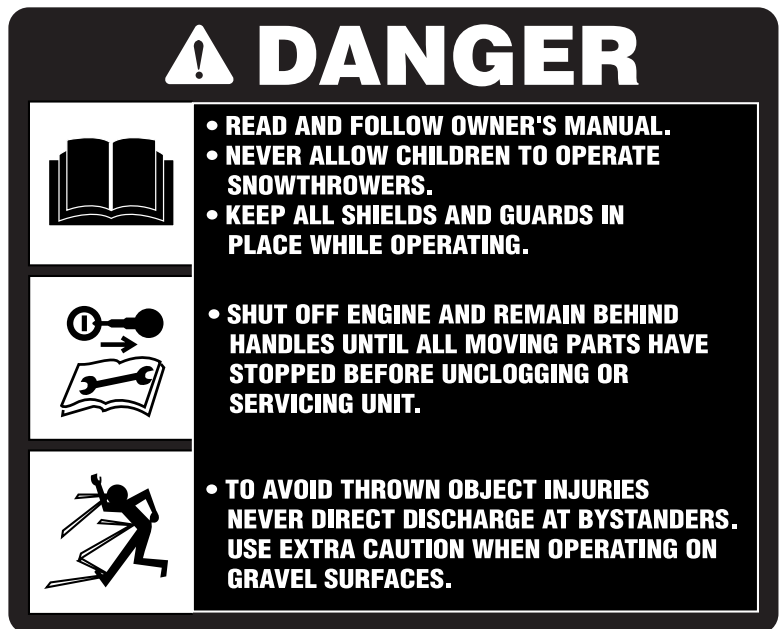 DANGER
• READ AND FOLLOW OWNER'S MANUAL.
• NEVER ALLOW CHILDREN TO OPERATE
SNOWTHROWERS.
• KEEP ALL SHIELDS AND GUARDS IN
PLACE WHILE OPERATING.
• SHUT OFF ENGINE AND REMAIN BEHIND
HANDLES UNTIL ALL MOVING PARTS HAVE
STOPPED BEFORE UNCLOGGING OR
SERVICING UNIT.
• TO AVOID THROWN OBJECT INJURIES
NEVER DIRECT DISCHARGE AT BYSTANDERS.
USE EXTRA CAUTION WHEN OPERATING ON
GRAVEL SURFACES.